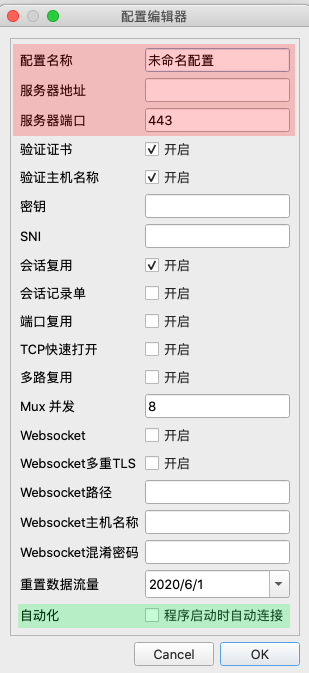 配置编辑器
配置名称 未命名配置
服务器地址
服务器端口 443
验证证书 开启
验证主机名称 开启
密钥
SNI
会话复用 开启
会话记录单 开启
端口复用 开启
TCP快速打开 开启
多路复用 开启
Mux 并发 8
Websocket 开启
Websocket多重TLS 开启
Websocket路径
Websocket主机名称
Websocket混淆密码
重置数据流量 2020/6/1
自动化 程序启动时自动连接
Cancel OK